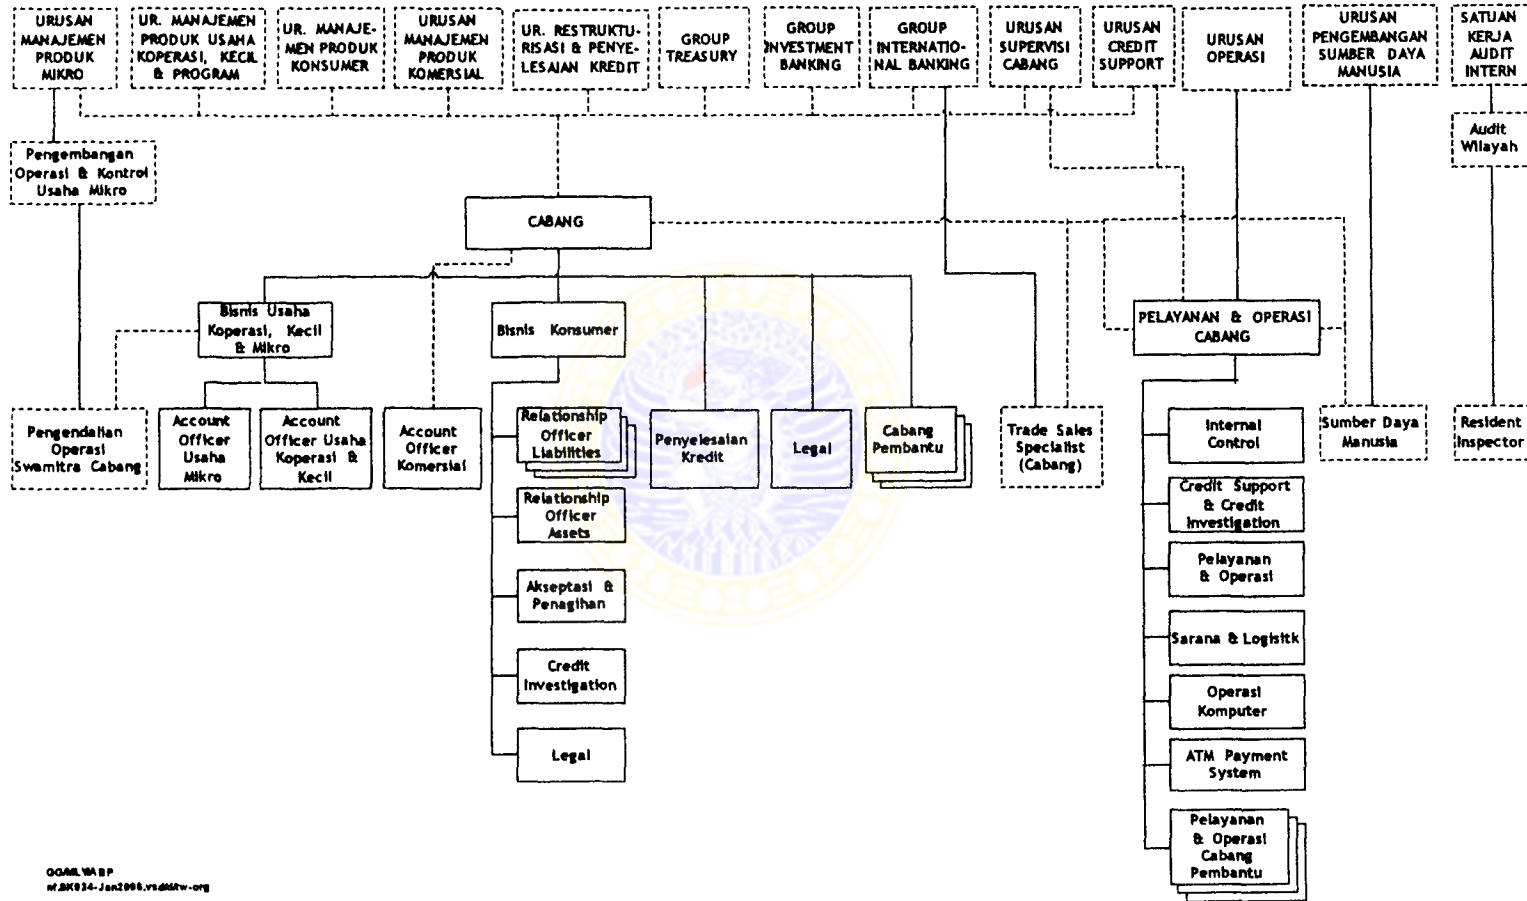 URUSAN
MANAJEMEN
PRODUK
MIKRO
UR. MANAJEMEN
PRODUK USAHA
KOPERASI, KECIL
& PROGRAM
UR. MANAJE-
MEN PRODUK
KONSUMER
URUSAN
MANAJEMEN
PRODUK
KOMERSIAL
UR. RESTRUKTU-
RISASI & PENYE-
LESAIAN KREDIT
GROUP
TREASURY
GROUP
INVESTMENT
BANKING
GROUP
INTERNATIO-
NAL BANKING
URUSAN
SUPERVISI
CABANG
URUSAN
CREDIT
SUPPORT
URUSAN
OPERASI
URUSAN
PENGEMBANGAN
SUMBER DAYA
MANUSIA
SATUAN
KERJA
AUDIT
INTERN
Pengembangan
Operasi & Kontrol
Usaha Mikro
Audit
Wilayah
CABANG
Bisnis Usaha
Koperasi, Kecil
& Mikro
Bisnis Konsumer
PELAYANAN & OPERASI
CABANG
Pengendalian
Operasi
Swamitra Cabang
Account
Officer
Usaha
Mikro
Account
Officer Usaha
Koperasi &
Kecil
Account
Officer
Komersial
Relationship
Officer
Liabilities
Penyelesaian
Kredit
Legal
Cabang
Pembantu
Trade Sales
Specialist
(Cabang)
Internal
Control
Sumber Daya
Manusia
Resident
Inspector
Relationship
Officer
Assets
Credit Support
& Credit
Investigation
Akseptasi &
Penagihan
Pelayanan
& Operasi
Credit
Investigation
Sarana & Logisitk
Legal
Operasi
Komputer
ATM Payment
System
Pelayanan
& Operasi
Cabang
Pembantu